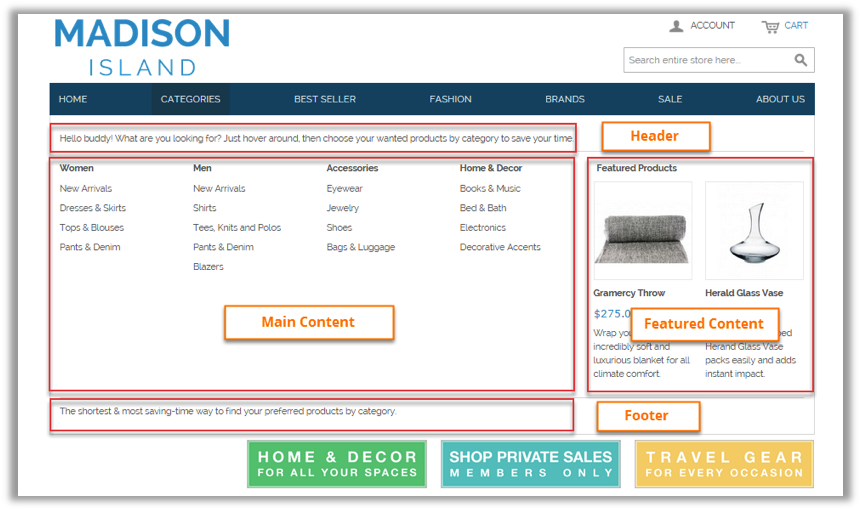 MADISON
ISLAND
ACCOUNT
CART
Search entire store here...
HOME
CATEGORIES
BEST SELLER
FASHION
BRANDS
SALE
ABOUT US
Hello buddy! What are you looking for? Just hover around, then choose your wanted products by category to save your time.
Header
Women
New Arrivals
Dresses & Skirts
Tops & Blouses
Pants & Denim
Men
New Arrivals
Shirts
Tees, Knits and Polos
Pants & Denim
Blazers
Accessories
Eyewear
Jewelry
Shoes
Bags & Luggage
Home & Decor
Books & Music
Bed & Bath
Electronics
Decorative Accents
Main Content
Featured Products
Gramercy Throw
$275.0
Wrap
incredibly soft and
luxurious blanket for all
climate comfort.
Herald Glass Vase
Herand Glass Vase
packs easily and adds
instant impact.
Featured Content
The shortest & most saving-time way to find your preferred products by category.
Footer
HOME & DECOR
FOR ALL YOUR SPACES
SHOP PRIVATE SALES
MEMBERS ONLY
TRAVEL GEAR
FOR EVERY OCCASION